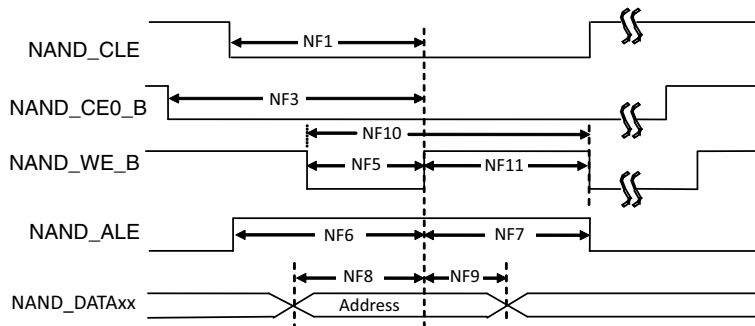 NAND_CLE
NF1
NAND_CE0_B
NF3
NF10
NAND_WE_B
NF5
NF11
NAND_ALE
NF6
NF7
NF8
NF9
NAND_DATAxx
Address